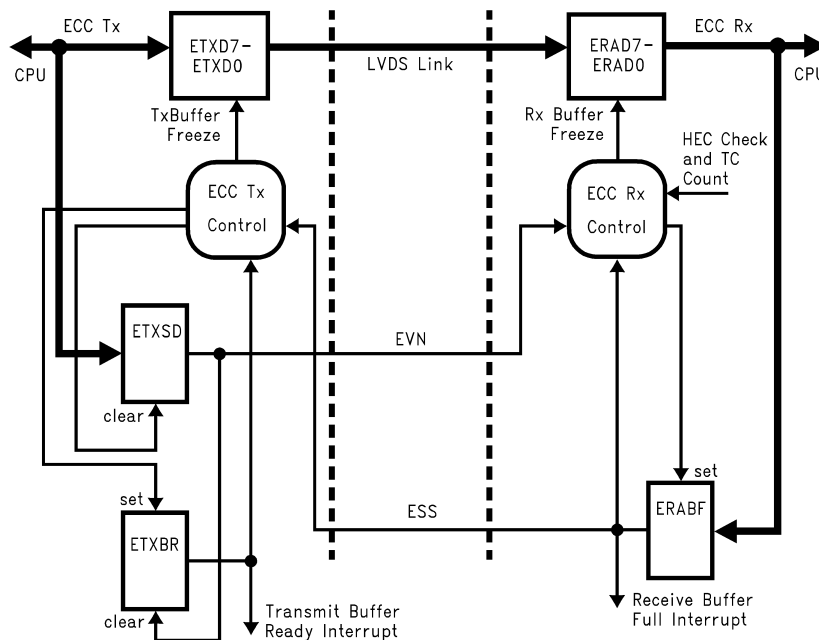 ECC Tx
CPU
ETXD7-
ETXD0
LVDS Link
ERAD7-
ERAD0
ECC Rx
CPU
TxBuffer
Freeze
Rx Buffer
Freeze
HEC Check
and TC
Count
ECC Tx
Control
ECC Rx
Control
ETXSD
EVN
clear
set
set
ETXBR
ESS
ERABF
clear
Transmit Buffer
Ready Interrupt
Receive Buffer
Full Interrupt